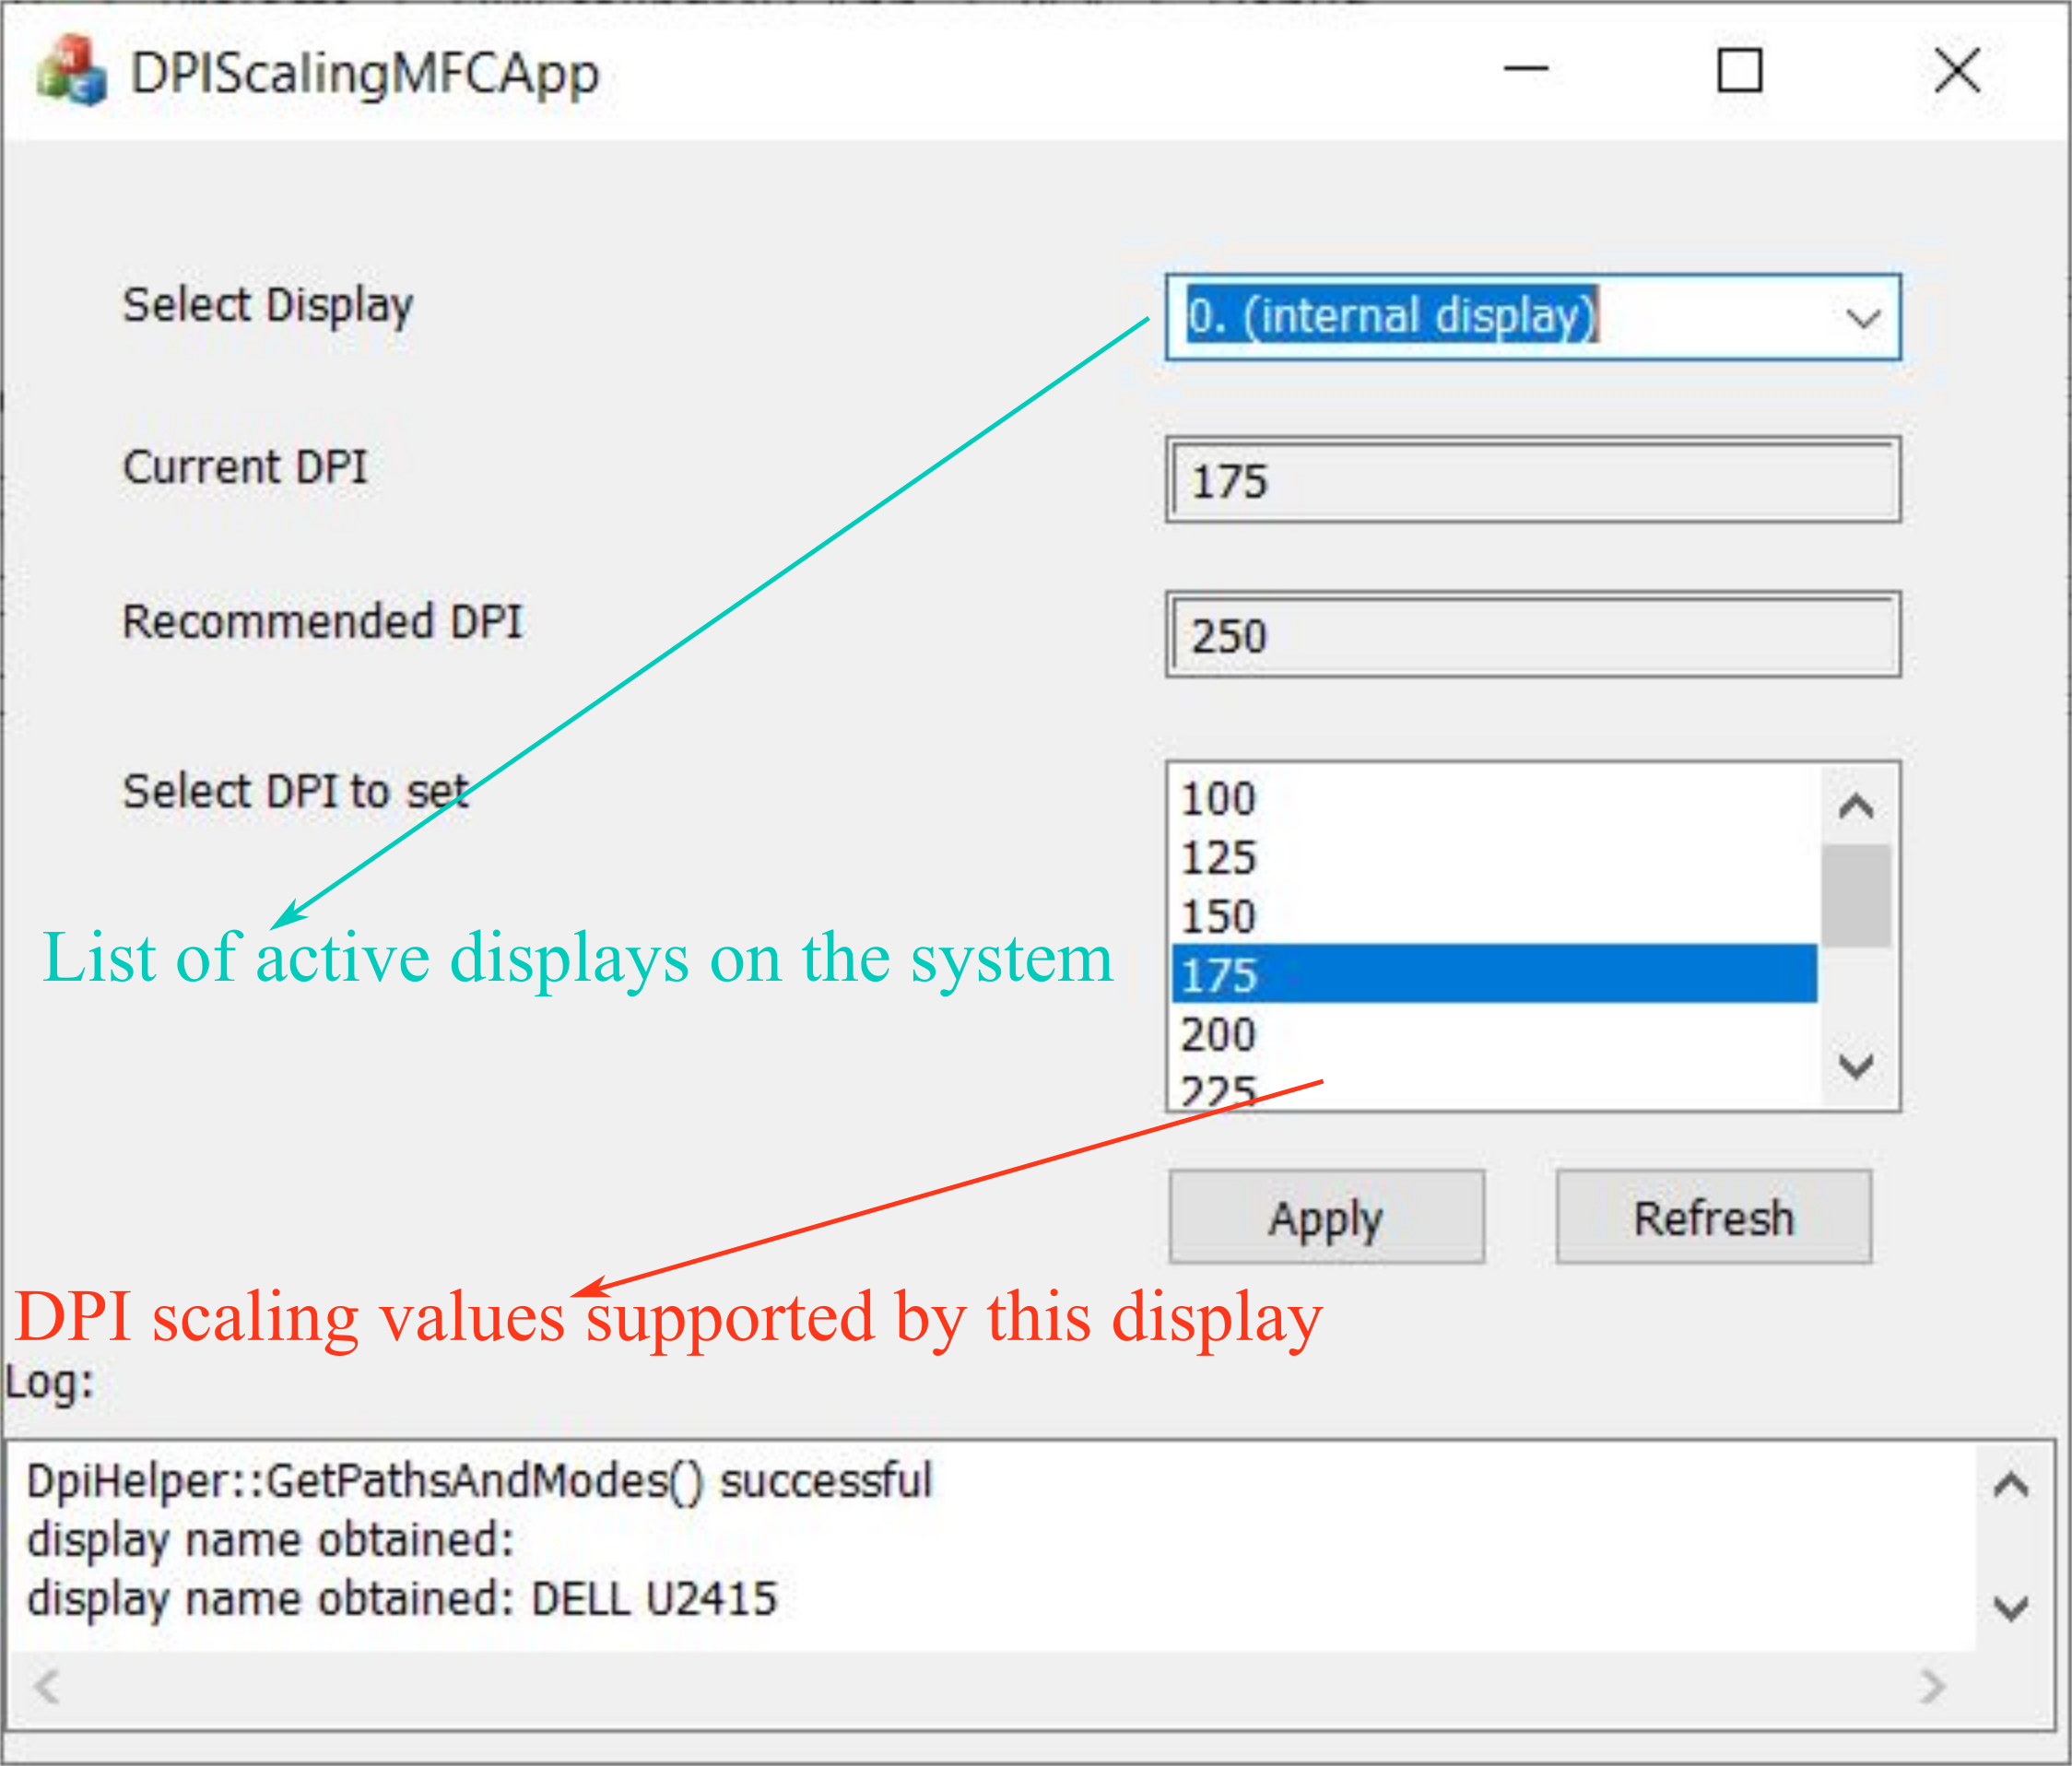 DPIScalingMFCApp
Select Display
0. (internal display)
Current DPI
175
Recommended DPI
250
Select DPI to set
100
125
150
175
200
225
List of active displays on the system
Apply
Refresh
DPI scaling values supported by this display
Log:
DpiHelper::GetPathsAndModes() successful
display name obtained:
display name obtained: DELL U2415